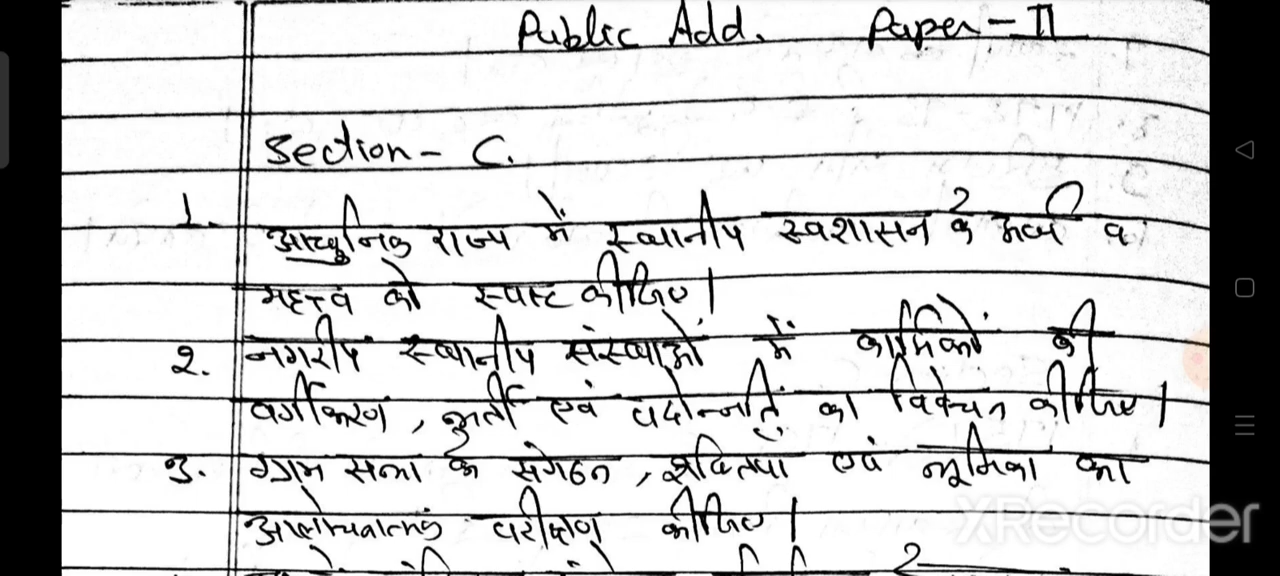 Public Add. Paper - II
Section - C.
1. आधुनिक राज्य में स्थानीय स्वशासन के अर्थ व
महत्व को स्पष्ट कीजिए।
2. नगरीय स्थानीय संस्थाओं में कार्मिकों की
वर्गीकरण, भर्ती एवं पदोन्नति का विवेचन कीजिए।
3. ग्राम सभा के संगठन, शक्तियों एवं भूमिका का
आलोचनात्मक परीक्षण कीजिए।
XRecorder